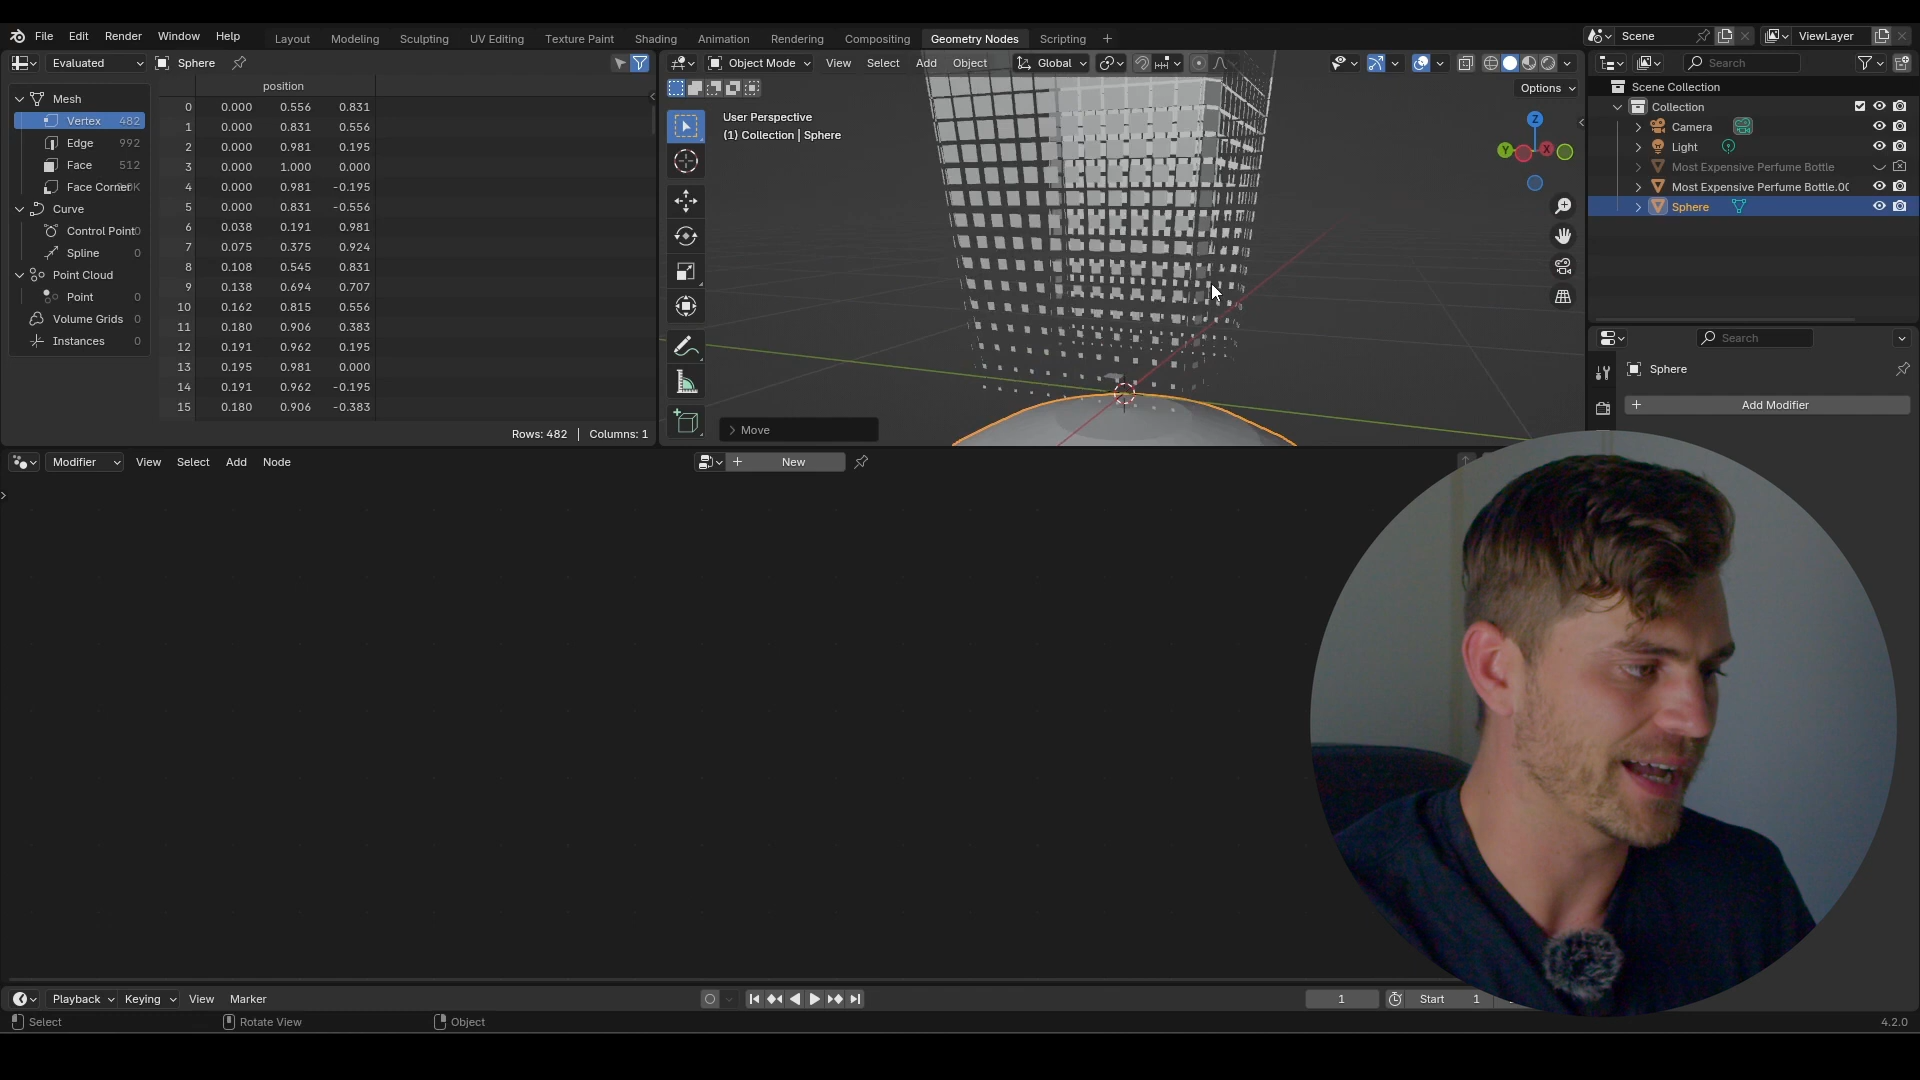 File Edit Render Window Help Layout Modeling Sculpting UV Editing Texture Paint Shading Animation Rendering Compositing Geometry Nodes Scripting + Scene ViewLayer
Evaluated Sphere
position
Mesh
Vertex 482
Edge 992
Face 512
Face Corner
Curve
Control Point 0
Spline 0
Point Cloud
Point 0
Volume Grids 0
Instances 0
0 0.000 0.556 0.831
1 0.000 0.831 0.556
2 0.000 0.981 0.195
3 0.000 1.000 0.000
4 0.000 0.981 -0.195
5 0.000 0.831 -0.556
6 0.038 0.191 0.981
7 0.075 0.375 0.924
8 0.108 0.545 0.831
9 0.138 0.694 0.707
10 0.162 0.815 0.556
11 0.180 0.906 0.383
12 0.191 0.962 0.195
13 0.195 0.981 0.000
14 0.191 0.962 -0.195
15 0.180 0.906 -0.383
Rows: 482 | Columns: 1
Object Mode View Select Add Object Global
Options
User Perspective
(1) Collection | Sphere
Z
Y X
Move
Search
Scene Collection
Collection
Camera
Light
Most Expensive Perfume Bottle
Most Expensive Perfume Bottle.00
Sphere
Search
Sphere
+ Add Modifier
Modifier View Select Add Node + New
Playback Keying View Marker 1 Start 1
Select Rotate View Object 4.2.0